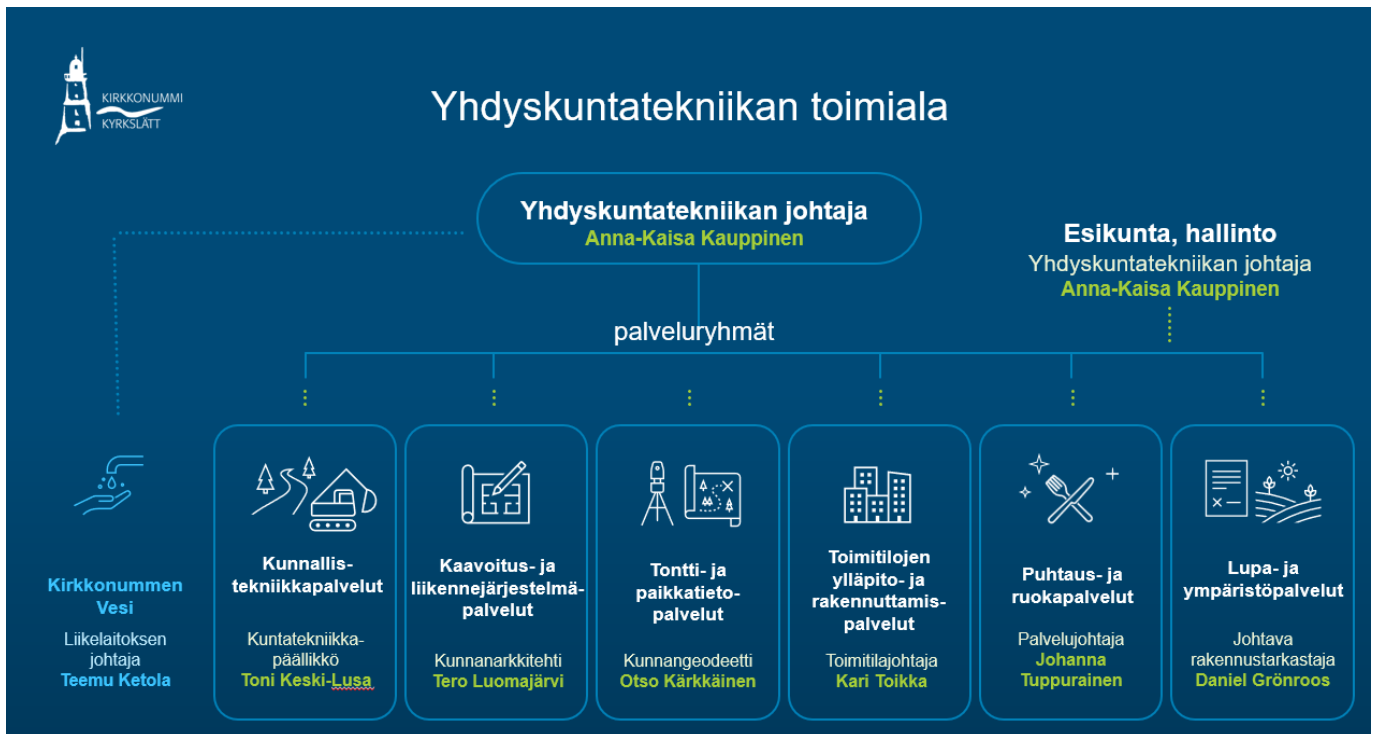 KIRKKONUMMI
KYRKSLÄTT
Yhdyskuntatekniikan toimiala
Yhdyskuntatekniikan johtaja
Anna-Kaisa Kauppinen
Esikunta, hallinto
Yhdyskuntatekniikan johtaja
Anna-Kaisa Kauppinen
palveluryhmät
Kirkkonummen
Vesi
Liikelaitoksen
johtaja
Teemu Ketola
Kunnallis-
tekniikkapalvelut
Kuntatekniikka-
päällikkö
Toni Keski-Lusa
Kaavoitus- ja
liikennejärjestelmä-
palvelut
Kunnanarkkitehti
Tero Luomajärvi
Tontti- ja
paikkatieto-
palvelut
Kunnangeodeetti
Otso Kärkkäinen
Toimitilojen
ylläpito- ja
rakennuttamis-
palvelut
Toimitilajohtaja
Kari Toikka
Puhtaus- ja
ruokapalvelut
Palvelujohtaja
Johanna
Tuppurainen
Lupa- ja
ympäristöpalvelut
Johtava
rakennustarkastaja
Daniel Grönroos